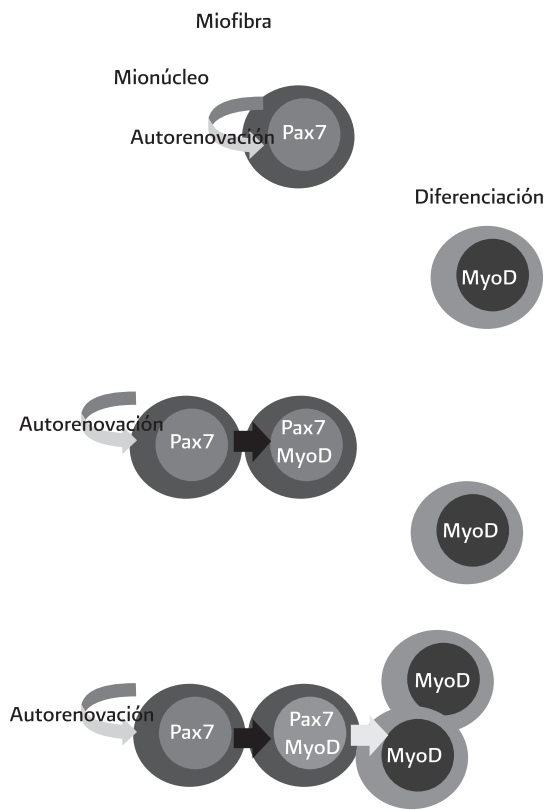 Miofibra
Mionúcleo
Autorenovación
Pax7
Diferenciación
MyoD
Autorenovación
Pax7
Pax7
MyoD
MyoD
Autorenovación
Pax7
Pax7
MyoD
MyoD
MyoD